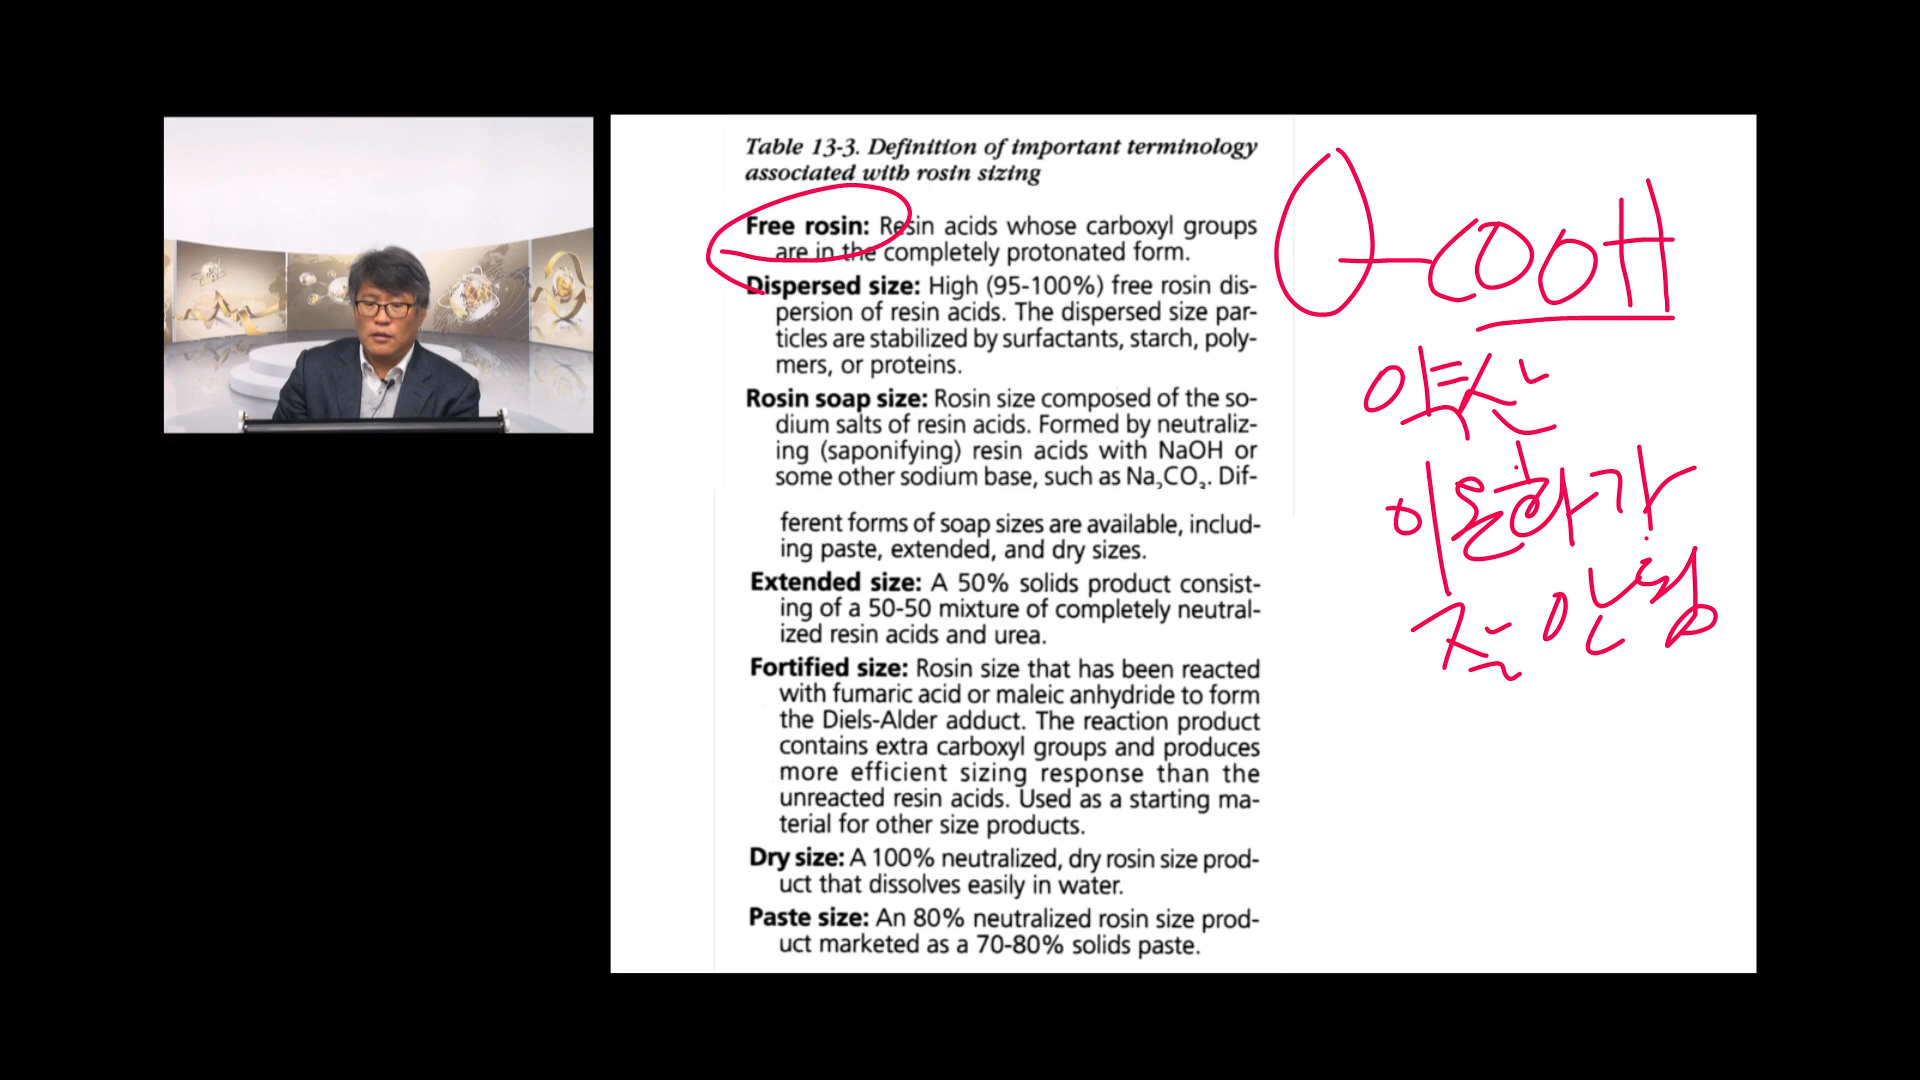 Table 13-3. Definition of important terminology
associated with rosin sizing
Free rosin: Resin acids whose carboxyl groups
are in the completely protonated form.
Dispersed size: High (95-100%) free rosin dis-
persion of resin acids. The dispersed size par-
ticles are stabilized by surfactants, starch, poly-
mers, or proteins.
Rosin soap size: Rosin size composed of the so-
dium salts of resin acids. Formed by neutraliz-
ing (saponifying) resin acids with NaOH or
some other sodium base, such as Na₂CO₃. Dif-
ferent forms of soap sizes are available, includ-
ing paste, extended, and dry sizes.
Extended size: A 50% solids product consist-
ing of a 50-50 mixture of completely neutral-
ized resin acids and urea.
Fortified size: Rosin size that has been reacted
with fumaric acid or maleic anhydride to form
the Diels-Alder adduct. The reaction product
contains extra carboxyl groups and produces
more efficient sizing response than the
unreacted resin acids. Used as a starting ma-
terial for other size products.
Dry size: A 100% neutralized, dry rosin size prod-
uct that dissolves easily in water.
Paste size: An 80% neutralized rosin size prod-
uct marketed as a 70-80% solids paste.
-COOH
약산
이온화가
잘 안됨